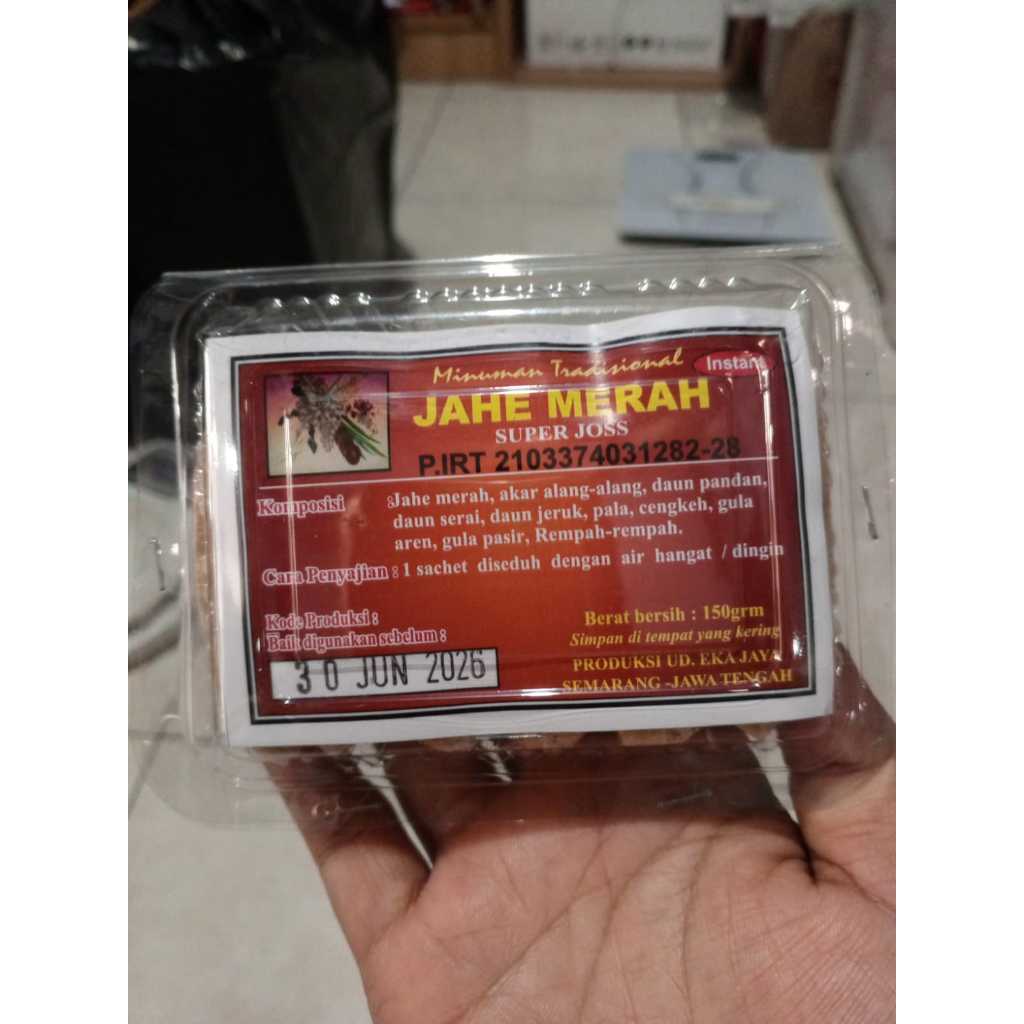 Minuman Tradisional
Instant
JAHE MERAH
SUPER JOSS
P.IRT 2103374031282-28
Komposisi :Jahe merah, akar alang-alang, daun pandan,
daun serai, daun jeruk, pala, cengkeh, gula
aren, gula pasir, Rempah-rempah.
Cara Penyajian : 1 sachet diseduh dengan air hangat / dingin
Kode Produksi :
Baik digunakan sebelum :
30 JUN 2026
Berat bersih : 150grm
Simpan di tempat yang kering
PRODUKSI UD. EKA JAYA
SEMARANG -JAWA TENGAH